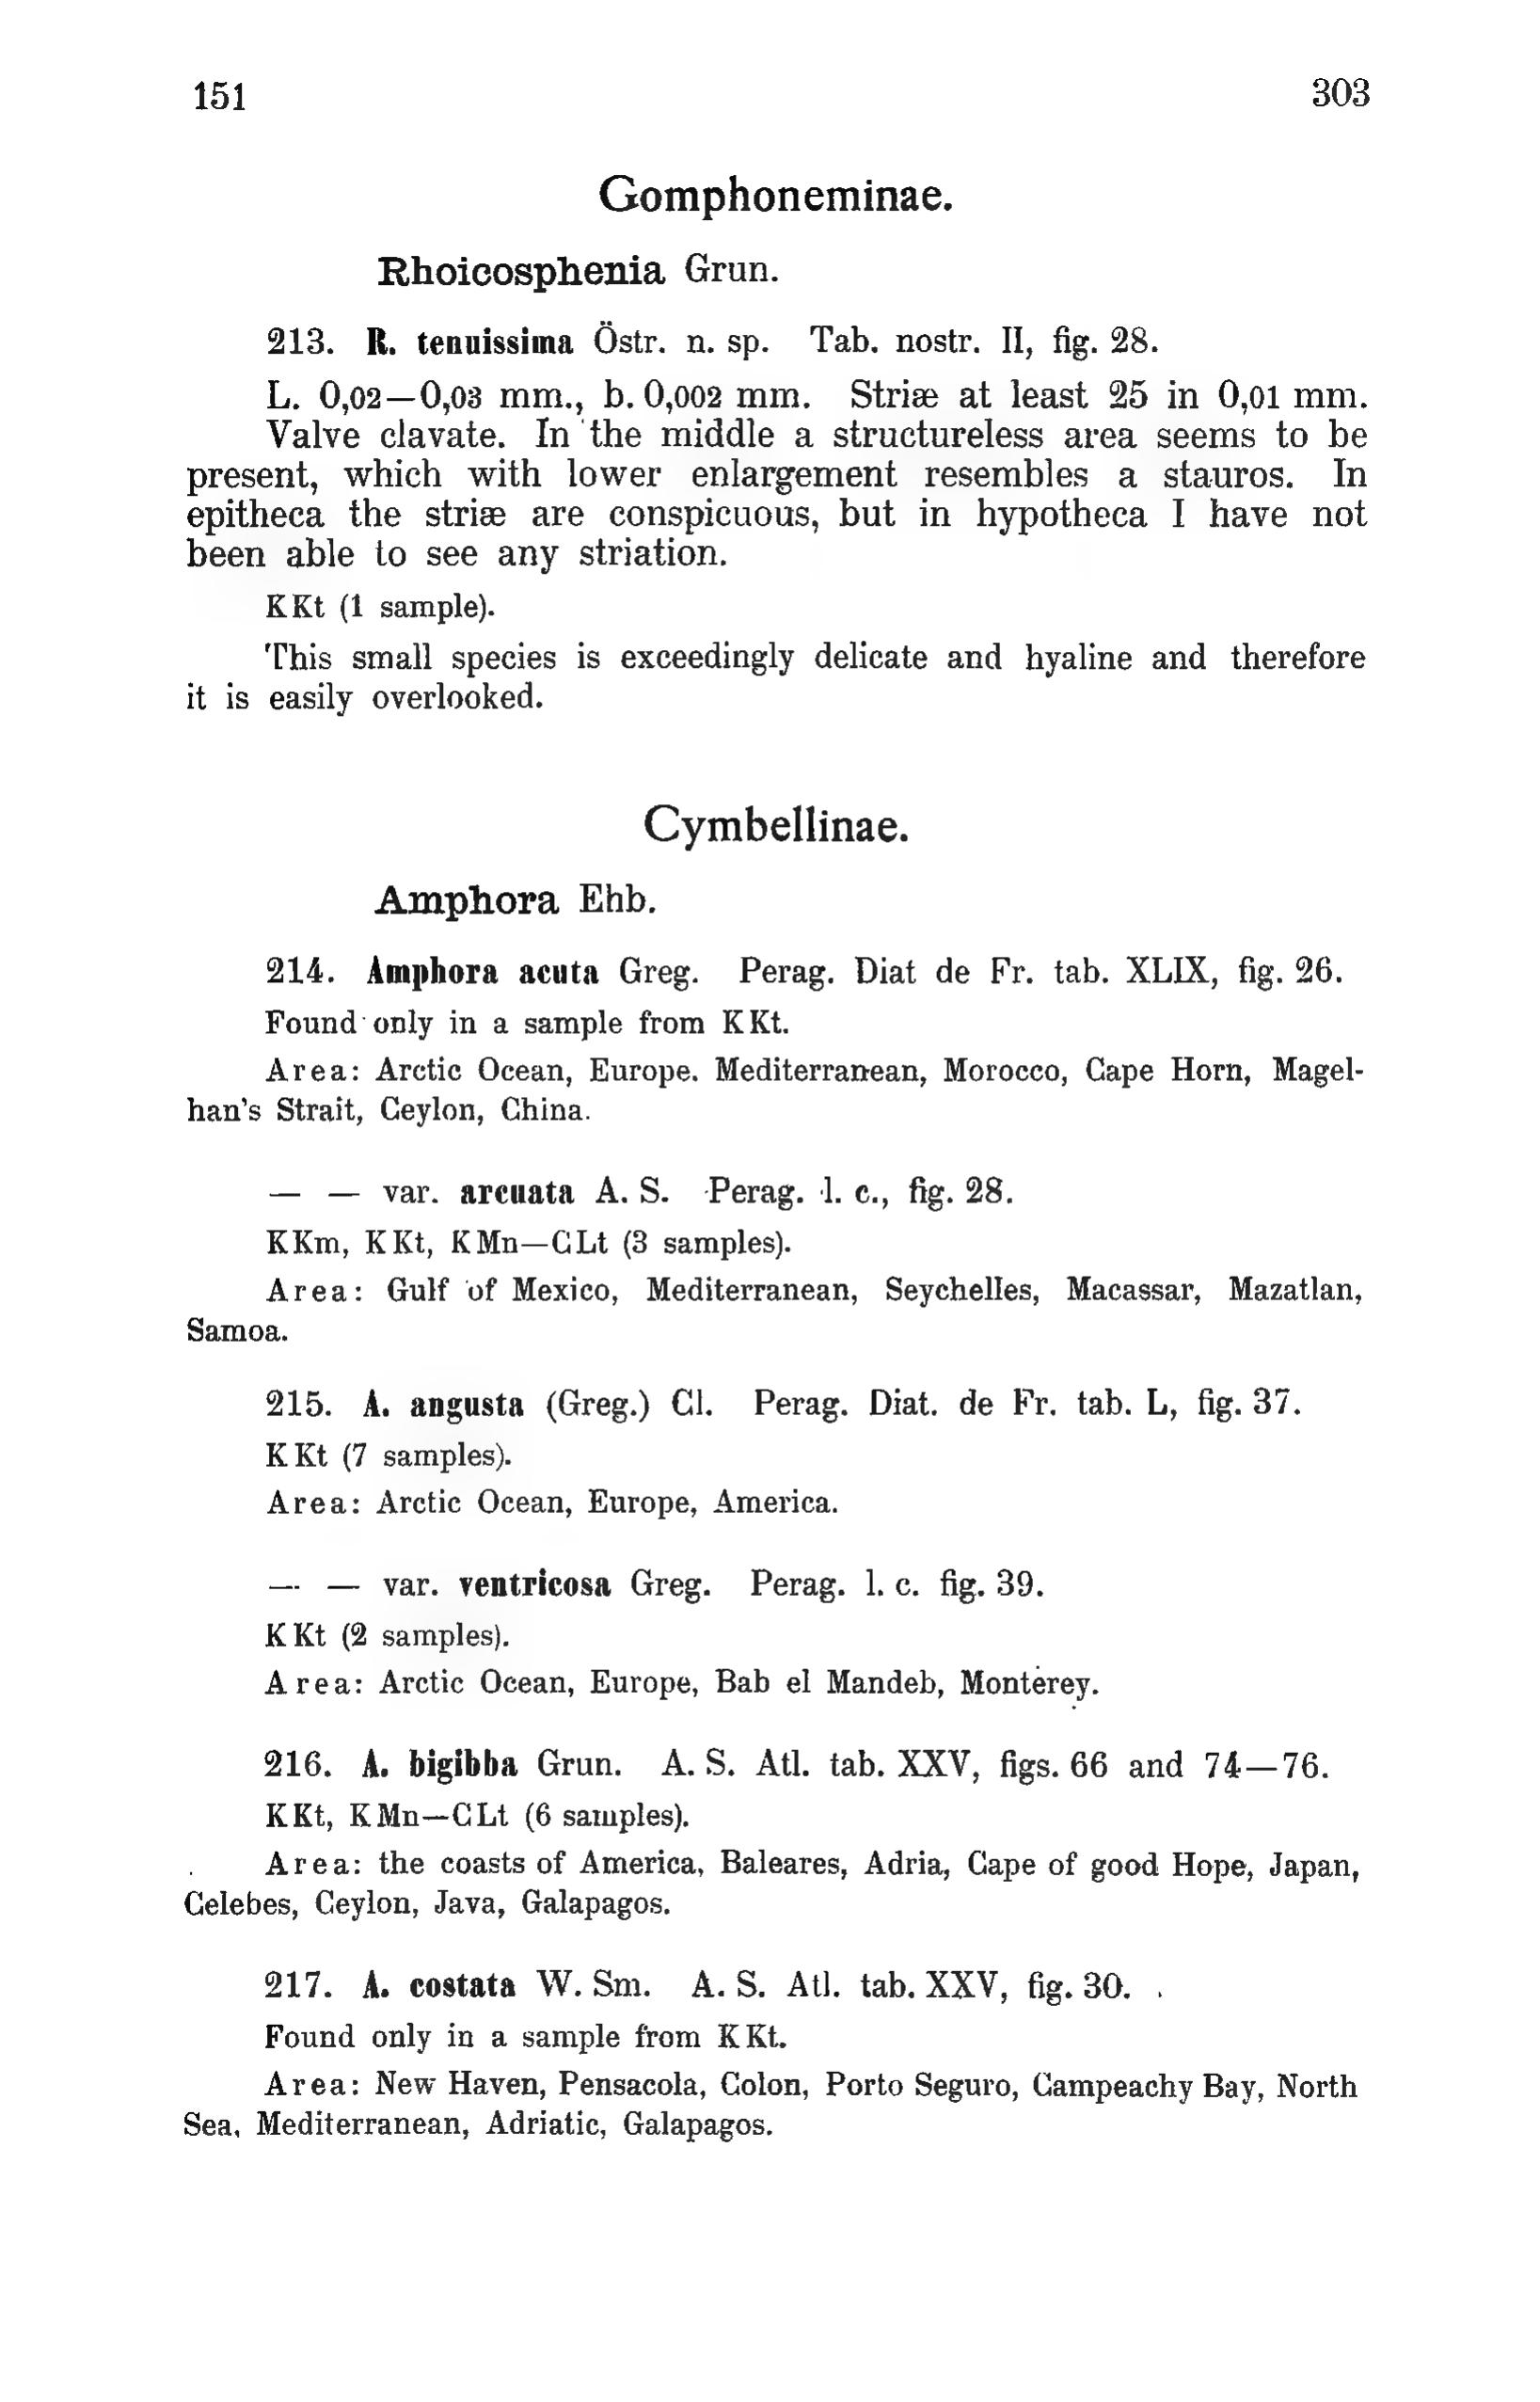 151 303
Gomphoneminae.
Rhoicosphenia Grun.
213. R. tenuissima Östr. n. sp. Tab. nostr. II, fig. 28.
L. 0,02—0,03 mm., b. 0,002 mm. Striæ at least 25 in 0,01 mm.
Valve clavate. In the middle a structureless area seems to be
present, which with lower enlargement resembles a stauros. In
epitheca the striæ are conspicuous, but in hypotheca I have not
been able to see any striation.
KKt (1 sample).
This small species is exceedingly delicate and hyaline and therefore
it is easily overlooked.
Cymbellinae.
Amphora Ehb.
214. Amphora acuta Greg. Perag. Diat de Fr. tab. XLIX, fig. 26.
Found only in a sample from KKt.
Area: Arctic Ocean, Europe. Mediterranean, Morocco, Cape Horn, Magel-
han's Strait, Ceylon, China.
— — var. arcuata A. S. Perag. l. c., fig. 28.
KKm, KKt, KMn—CLt (3 samples).
Area: Gulf of Mexico, Mediterranean, Seychelles, Macassar, Mazatlan,
Samoa.
215. A. angusta (Greg.) Cl. Perag. Diat. de Fr. tab. L, fig. 37.
KKt (7 samples).
Area: Arctic Ocean, Europe, America.
— — var. ventricosa Greg. Perag. l. c. fig. 39.
KKt (2 samples).
Area: Arctic Ocean, Europe, Bab el Mandeb, Monterey.
216. A. bigibba Grun. A. S. Atl. tab. XXV, figs. 66 and 74—76.
KKt, KMn—CLt (6 samples).
Area: the coasts of America, Baleares, Adria, Cape of good Hope, Japan,
Celebes, Ceylon, Java, Galapagos.
217. A. costata W. Sm. A. S. Atl. tab. XXV, fig. 30.
Found only in a sample from KKt.
Area: New Haven, Pensacola, Colon, Porto Seguro, Campeachy Bay, North
Sea, Mediterranean, Adriatic, Galapagos.